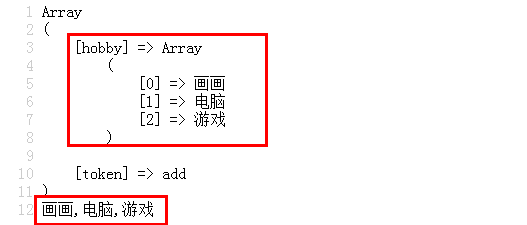 1 Array
2 (
3     [hobby] => Array
4         (
5             [0] => 画画
6             [1] => 电脑
7             [2] => 游戏
8         )
9
10     [token] => add
11 )
12 画画,电脑,游戏